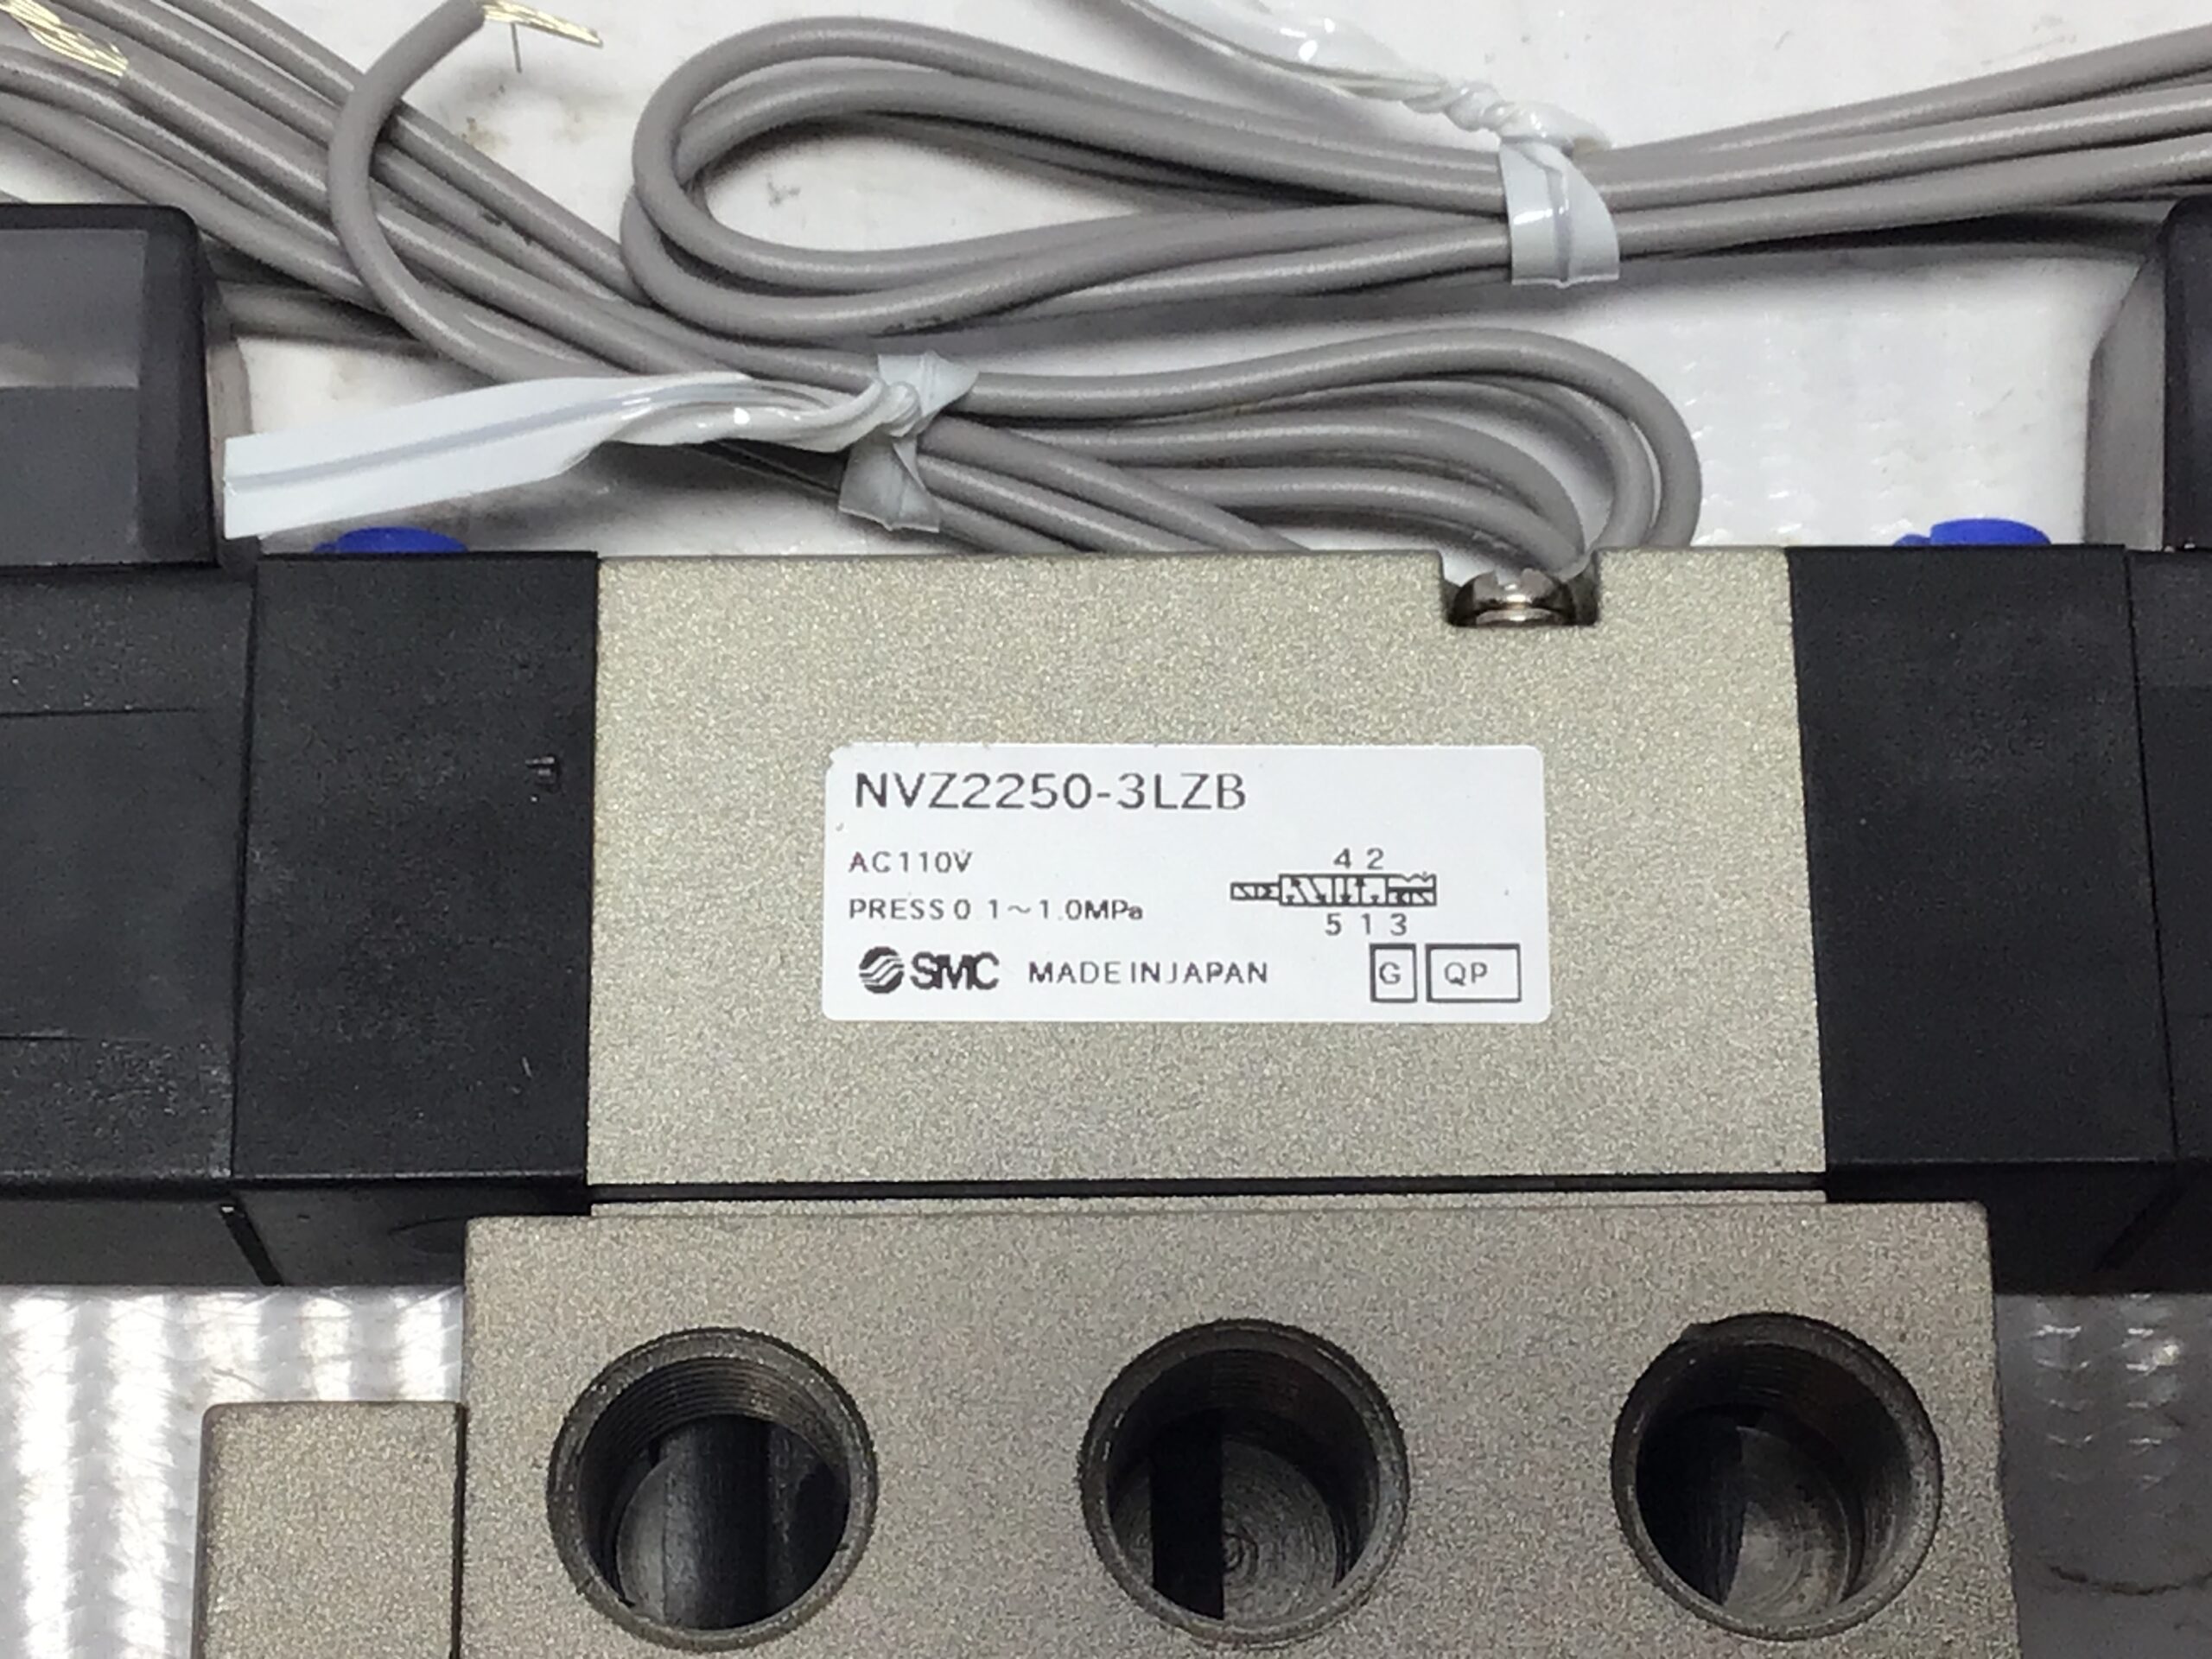 NVZ2250-3LZB
AC110V
4 2
PRESS 0 1~1.0MPa
5 1 3
SMC MADE IN JAPAN G QP